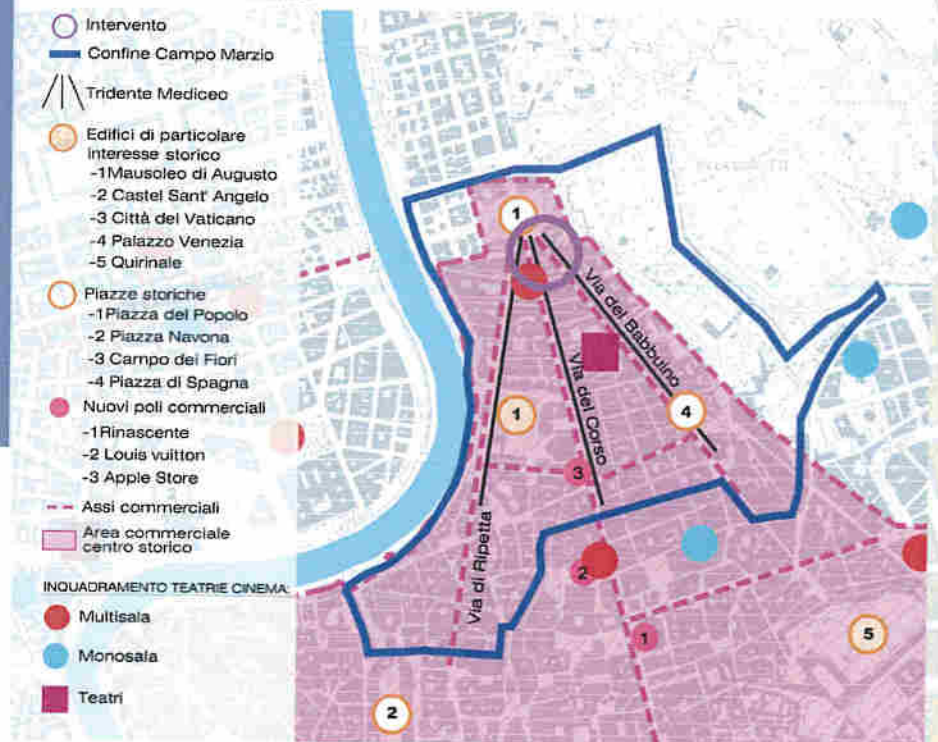 Intervento
Confine Campo Marzio
Tridente Mediceo
Edifici di particolare
interesse storico
-1Mausoleo di Augusto
-2 Castel Sant' Angelo
-3 Città del Vaticano
-4 Palazzo Venezia
-5 Quirinale
Piazze storiche
-1Piazza del Popolo
-2 Piazza Navona
-3 Campo dei Fiori
-4 Piazza di Spagna
Nuovi poli commerciali
-1Rinascente
-2 Louis vuitton
-3 Apple Store
Assi commerciali
Area commerciale
centro storico
INQUADRAMENTO TEATRIE CINEMA:
Multisala
Monosala
Teatri
1
Via del Babbuino
Via del Corso
1
4
3
Via di Ripetta
2
1
5
2